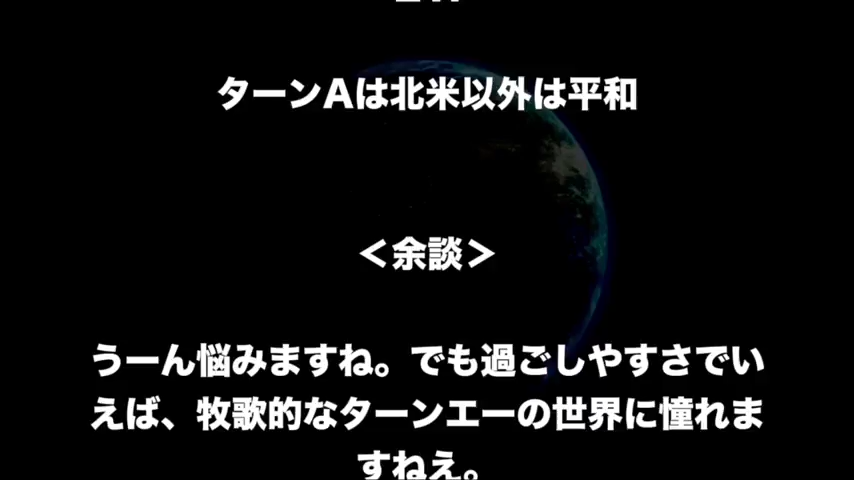 ターンAは北米以外は平和
＜余談＞
うーん悩みますね。でも過ごしやすさでい
えば、牧歌的なターンエーの世界に憧れま
すねえ。